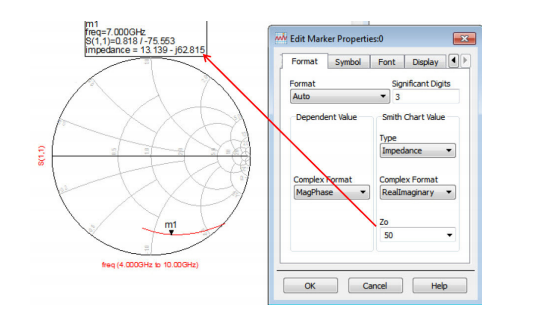 m1
freq=7.000GHz
S(1,1)=0.818 / -75.553
impedance = 13.139 - j62.815
S(1,1)
m1
freq (4.000GHz to 10.00GHz)
Edit Marker Properties:0
Format Symbol Font Display
Format Significant Digits
Auto 3
Dependent Value Smith Chart Value
Type
Impedance
Complex Format Complex Format
MagPhase RealImaginary
Zo
50
OK Cancel Help